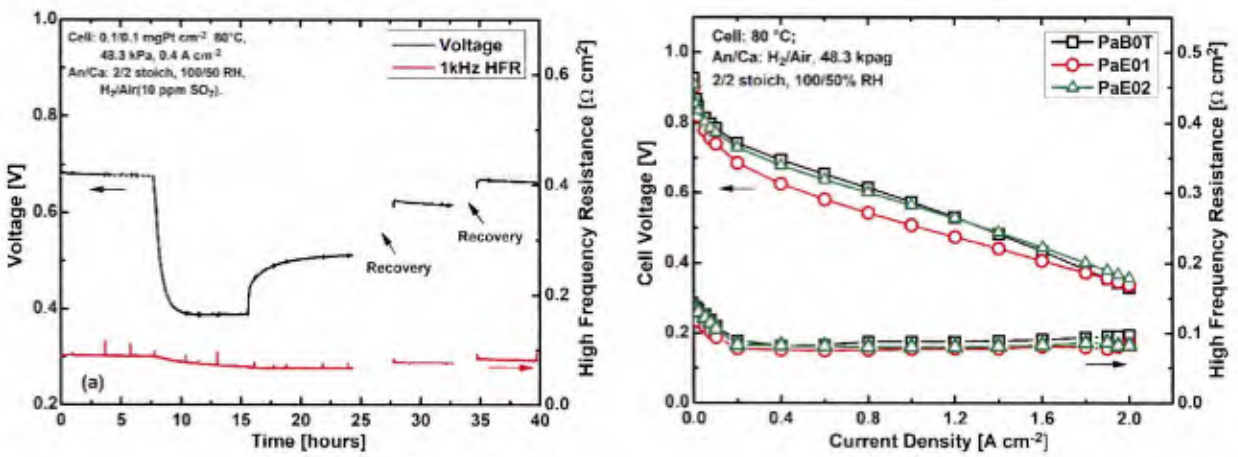 1.0
0.8
0.6
0.4
0.2
Voltage [V]
Cell: 0.1/0.1 mgPt cm-2 60°C,
48.3 kPa, 0.4 A cm-2
An/Ca: 2/2 stoich, 100/50 RH,
H2/Air(10 ppm SO2).
Voltage
1kHz HFR
Recovery
Recovery
(a)
0 5 10 15 20 25 30 35 40
Time [hours]
0.6
0.4
0.2
0.0
High Frequency Resistance [Ω cm2]
1.0
0.8
0.6
0.4
0.2
0.0
Cell Voltage [V]
Cell: 80 °C;
An/Ca: H2/Air, 48.3 kpag
2/2 stoich, 100/50% RH
PaB0T
PaE01
PaE02
0.0 0.4 0.8 1.2 1.6 2.0
Current Density [A cm-2]
0.5
0.4
0.3
0.2
0.1
0.0
High Frequency Resistance [Ω cm2]